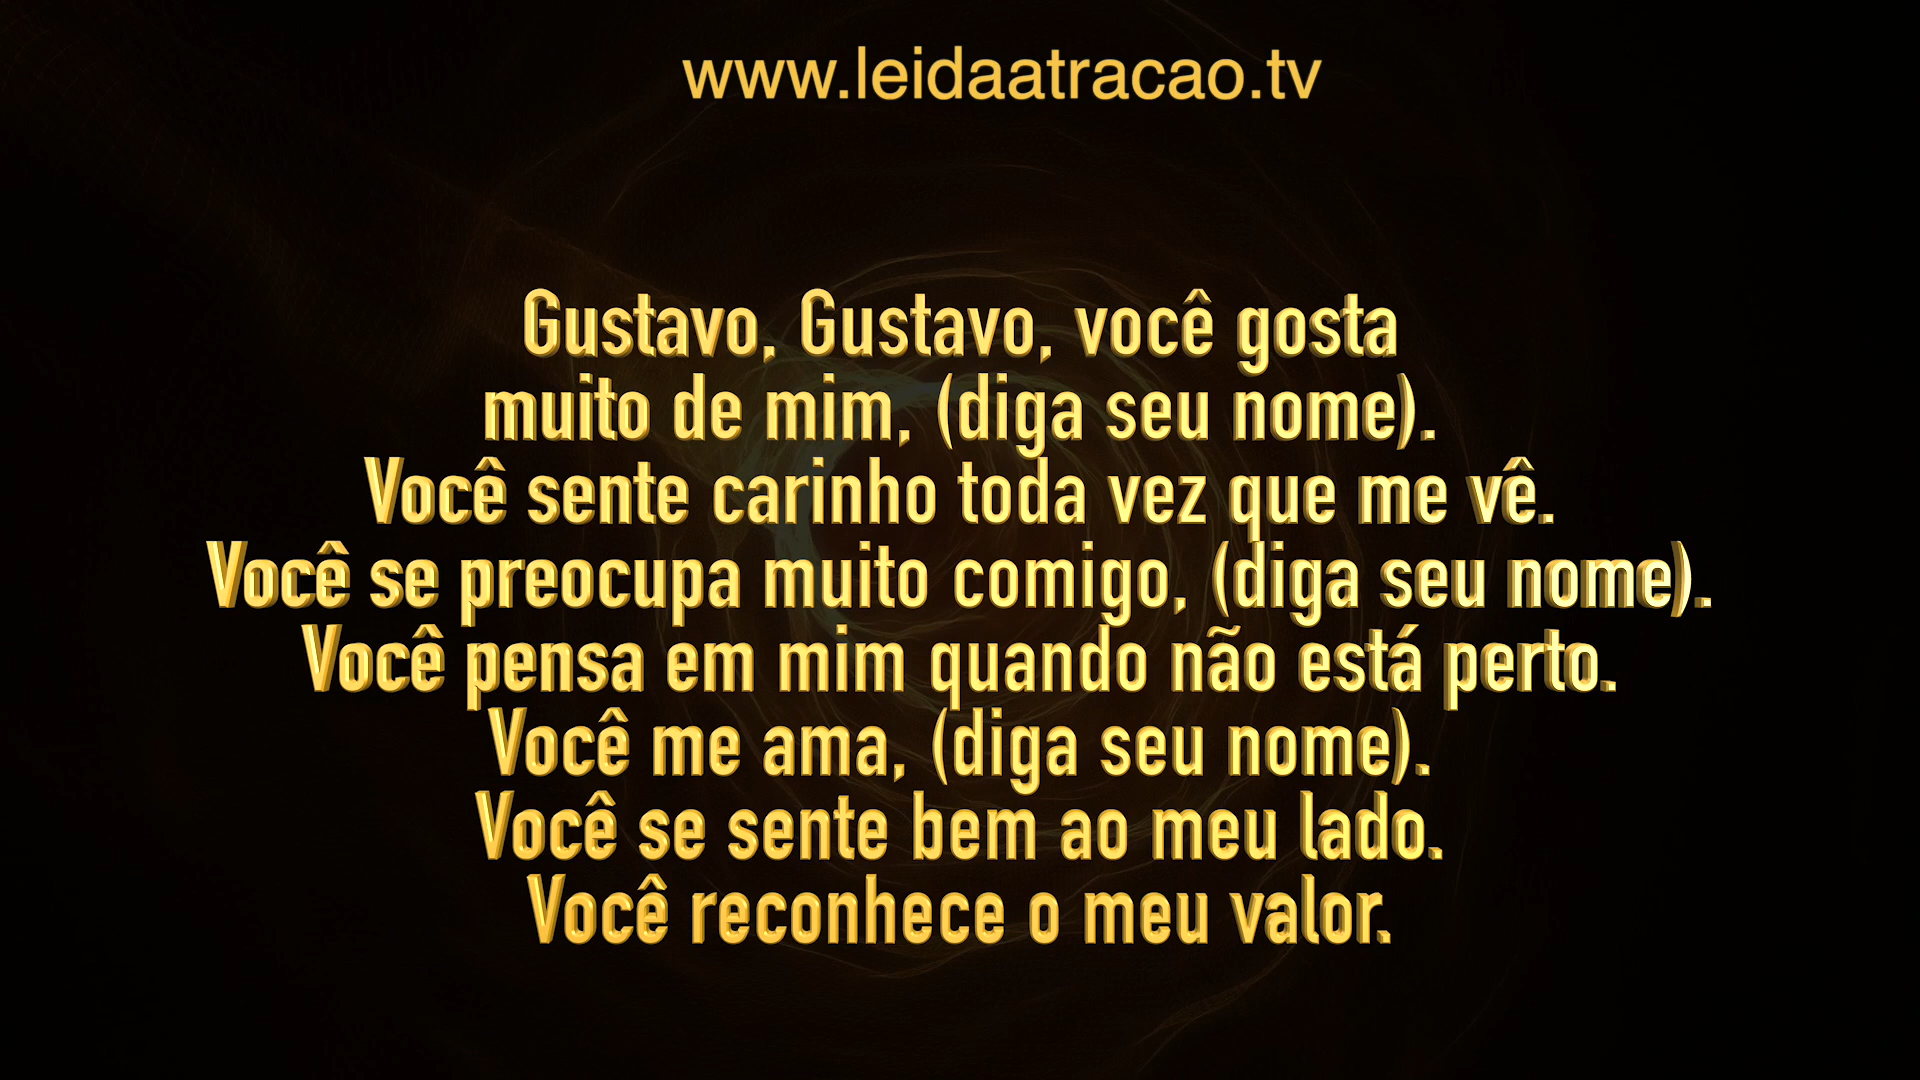 www.leidaatracao.tv
Gustavo, Gustavo, você gosta
muito de mim, (diga seu nome).
Você sente carinho toda vez que me vê.
Você se preocupa muito comigo, (diga seu nome).
Você pensa em mim quando não está perto.
Você me ama, (diga seu nome).
Você se sente bem ao meu lado.
Você reconhece o meu valor.